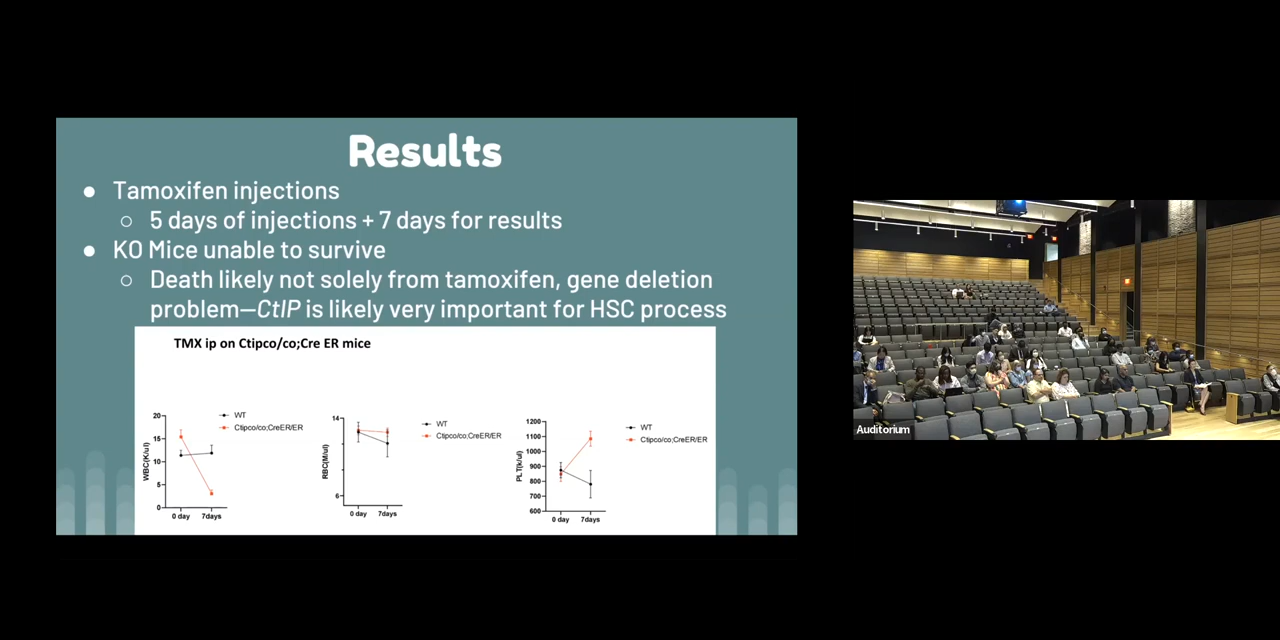 Results
● Tamoxifen injections
○ 5 days of injections + 7 days for results
● KO Mice unable to survive
○ Death likely not solely from tamoxifen, gene deletion
problem—CtIP is likely very important for HSC process
TMX ip on Ctipco/co;Cre ER mice
20
15
10
5
0
WBC(K/ul)
0 day 7days
WT
Ctipco/co;CreER/ER
14
6
RBC(M/ul)
0 day 7days
WT
Ctipco/co;CreER/ER
1200
1100
1000
900
800
700
600
PLT(k/ul)
0 day 7days
WT
Ctipco/co;CreER/ER
Auditorium